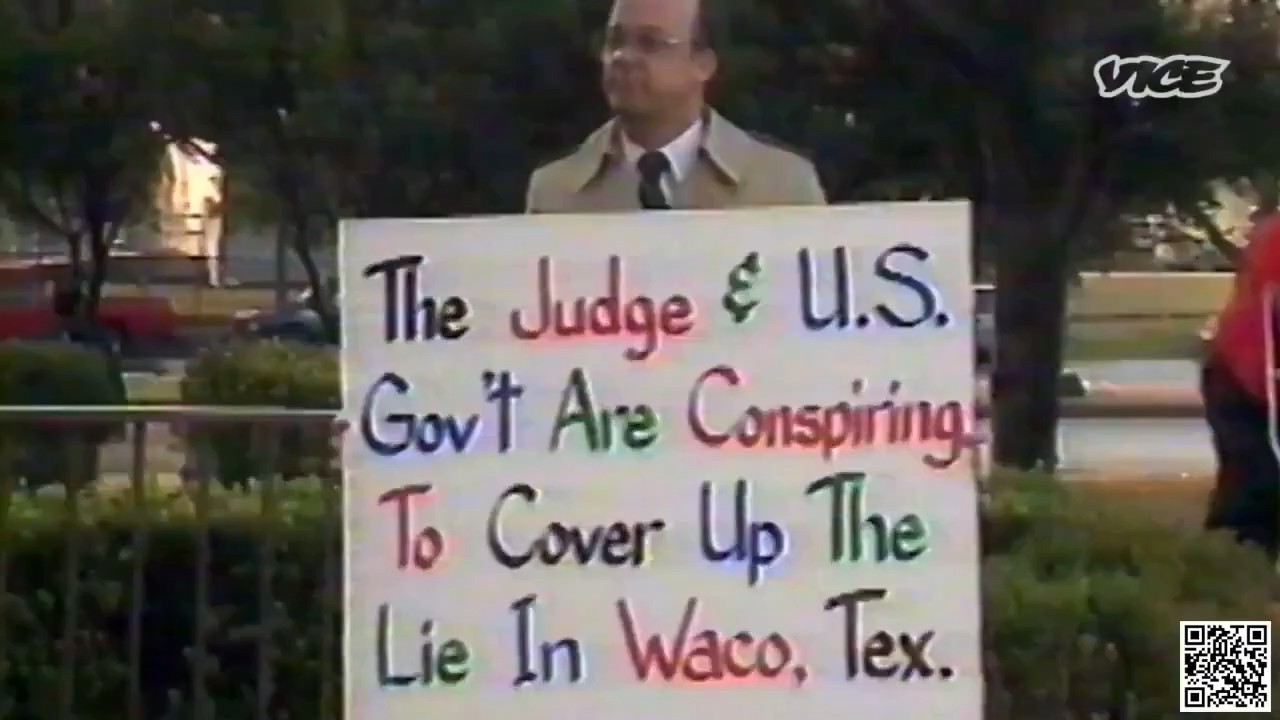 VICE
The Judge & U.S.
Gov't Are Conspiring
To Cover Up The
Lie In Waco, Tex.